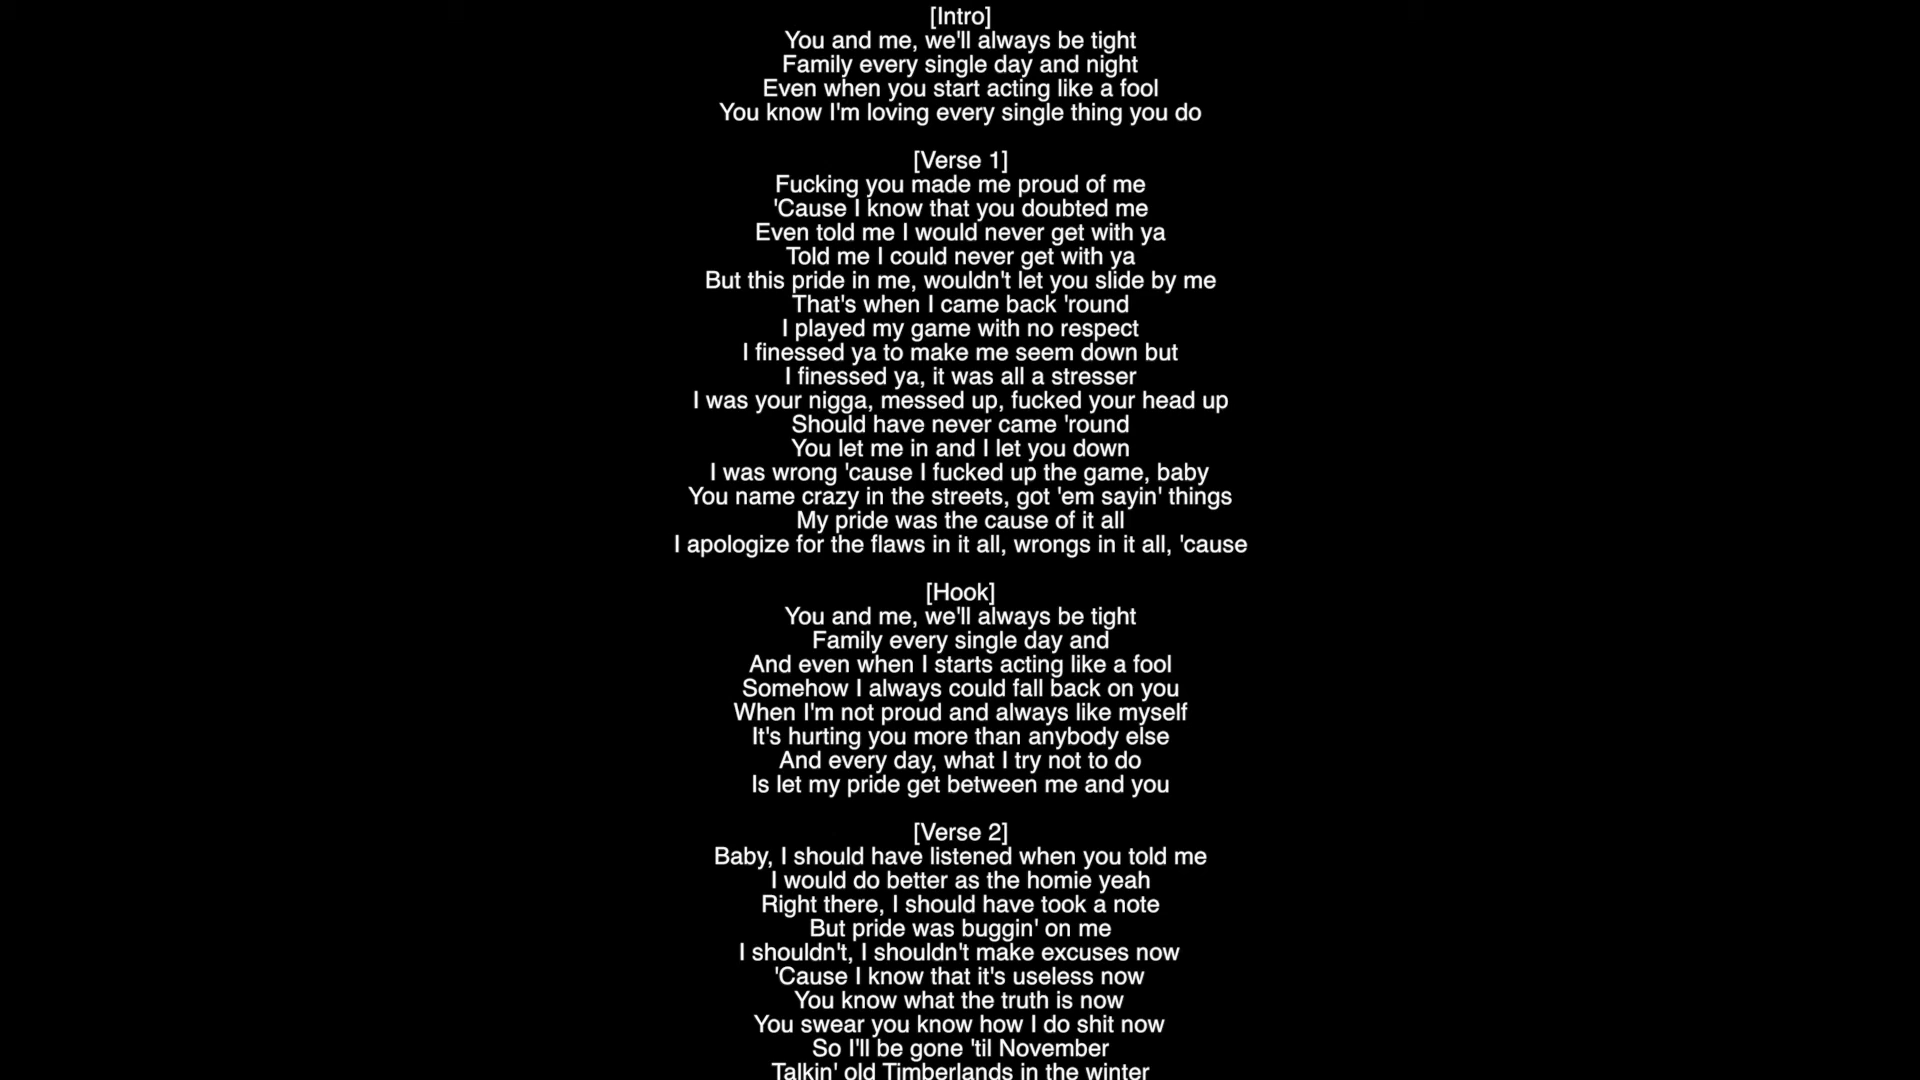 [Intro]
You and me, we'll always be tight
Family every single day and night
Even when you start acting like a fool
You know I'm loving every single thing you do
[Verse 1]
Fucking you made me proud of me
'Cause I know that you doubted me
Even told me I would never get with ya
Told me I could never get with ya
But this pride in me, wouldn't let you slide by me
That's when I came back 'round
I played my game with no respect
I finessed ya to make me seem down but
I finessed ya, it was all a stresser
I was your nigga, messed up, fucked your head up
Should have never came 'round
You let me in and I let you down
I was wrong 'cause I fucked up the game, baby
You name crazy in the streets, got 'em sayin' things
My pride was the cause of it all
I apologize for the flaws in it all, wrongs in it all, 'cause
[Hook]
You and me, we'll always be tight
Family every single day and
And even when I starts acting like a fool
Somehow I always could fall back on you
When I'm not proud and always like myself
It's hurting you more than anybody else
And every day, what I try not to do
Is let my pride get between me and you
[Verse 2]
Baby, I should have listened when you told me
I would do better as the homie yeah
Right there, I should have took a note
But pride was buggin' on me
I shouldn't, I shouldn't make excuses now
'Cause I know that it's useless now
You know what the truth is now
You swear you know how I do shit now
So I'll be gone 'til November
Talkin' old Timberlands in the winter